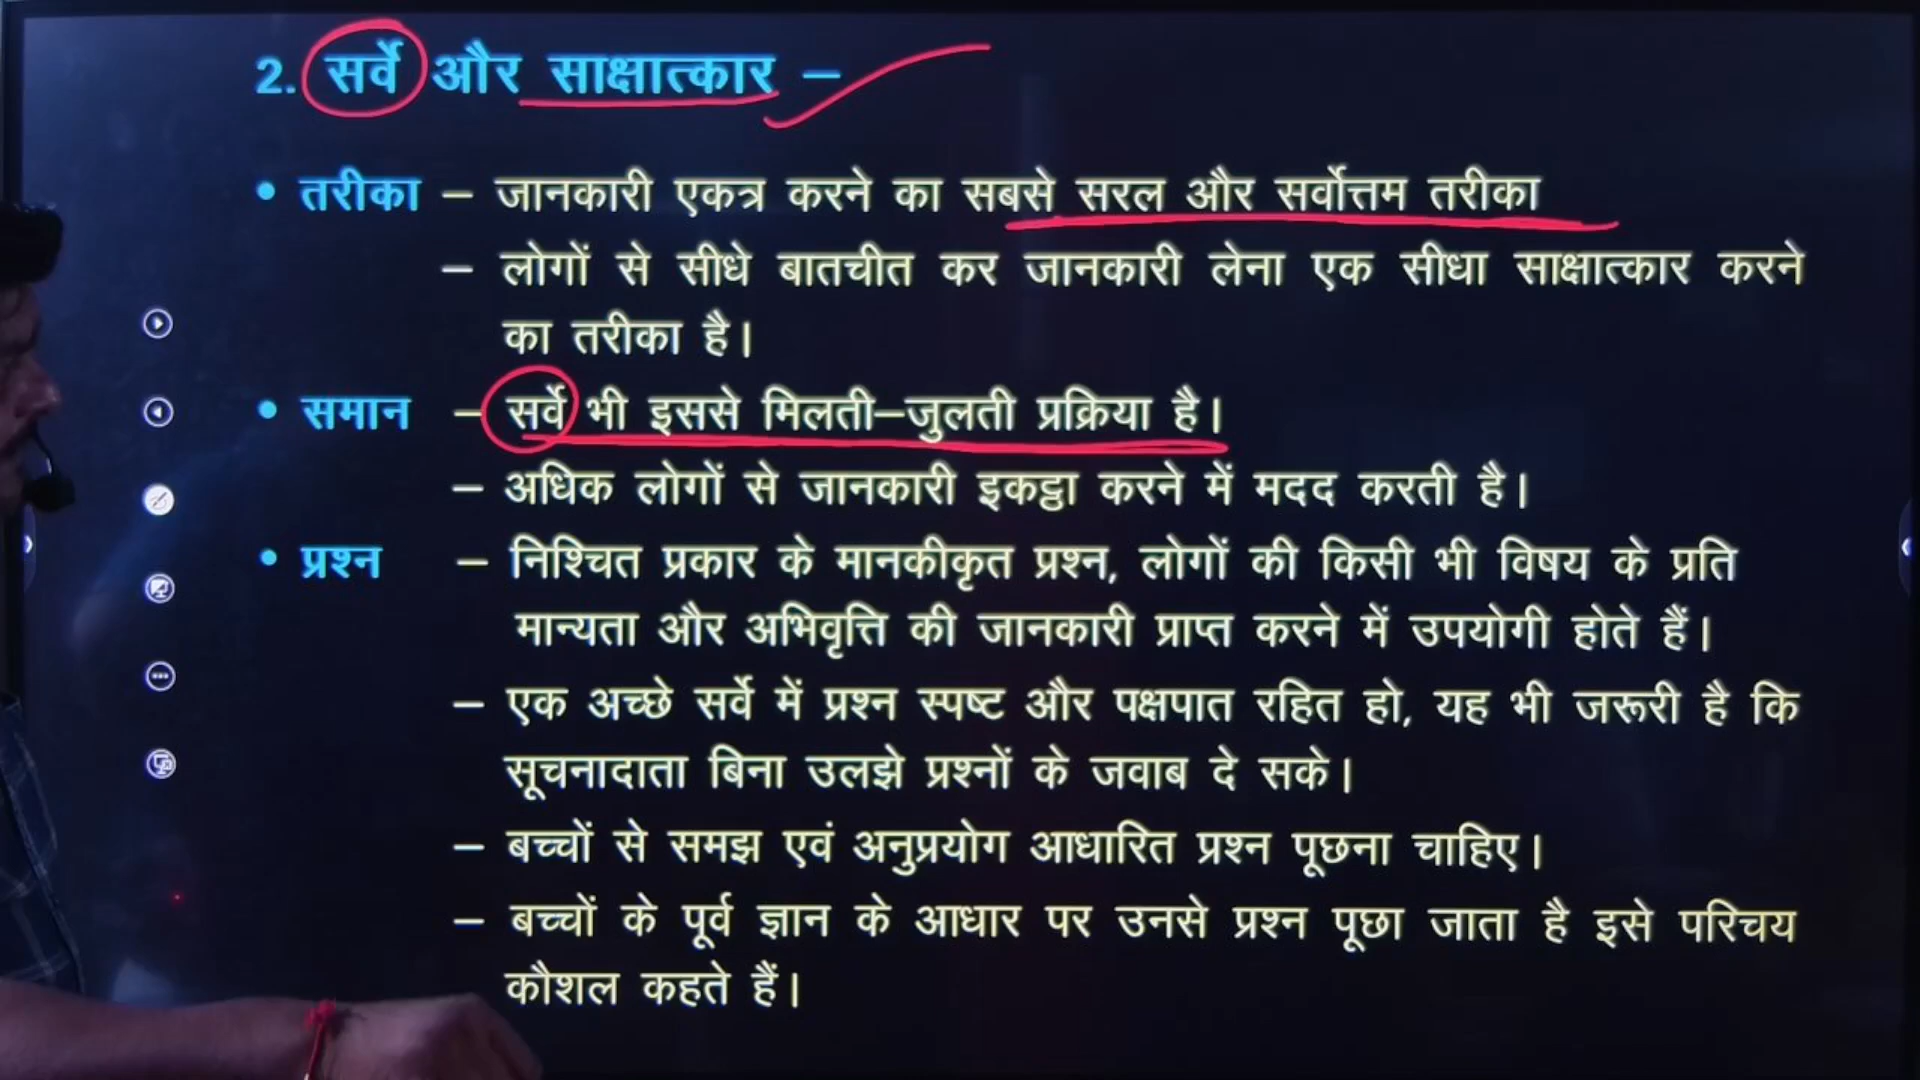 2. सर्वे और साक्षात्कार –
• तरीका – जानकारी एकत्र करने का सबसे सरल और सर्वोत्तम तरीका
– लोगों से सीधे बातचीत कर जानकारी लेना एक सीधा साक्षात्कार करने
का तरीका है।
• समान – सर्वे भी इससे मिलती–जुलती प्रक्रिया है।
– अधिक लोगों से जानकारी इकट्ठा करने में मदद करती है।
• प्रश्न – निश्चित प्रकार के मानकीकृत प्रश्न, लोगों की किसी भी विषय के प्रति
मान्यता और अभिवृत्ति की जानकारी प्राप्त करने में उपयोगी होते हैं।
– एक अच्छे सर्वे में प्रश्न स्पष्ट और पक्षपात रहित हो, यह भी जरूरी है कि
सूचनादाता बिना उलझे प्रश्नों के जवाब दे सके।
– बच्चों से समझ एवं अनुप्रयोग आधारित प्रश्न पूछना चाहिए।
– बच्चों के पूर्व ज्ञान के आधार पर उनसे प्रश्न पूछा जाता है इसे परिचय
कौशल कहते हैं।